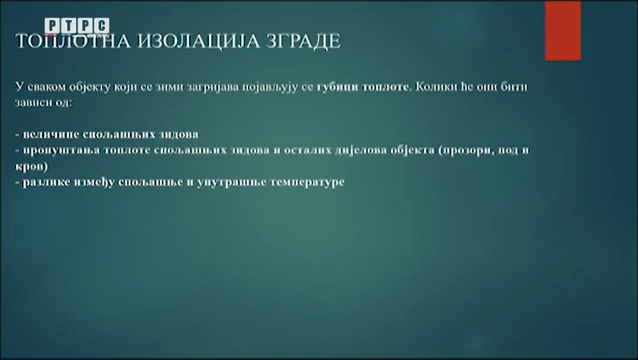 РТРС
ТОПЛОТНА ИЗОЛАЦИЈА ЗГРАДЕ
У сваком објекту који се зими загријава појављују се губици топлоте. Колики ће они бити
зависи од:
- величине спољашњих зидова
- пропуштања топлоте спољашњих зидова и осталих дијелова објекта (прозори, под и
кров)
- разлике између спољашње и унутрашње температуре